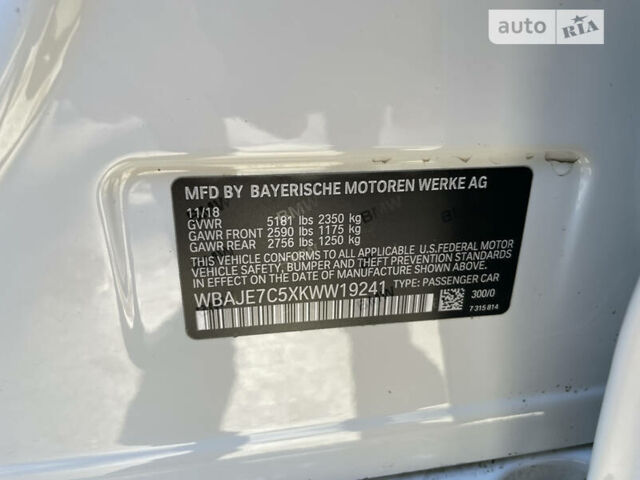 auto RIA
MFD BY BAYERISCHE MOTOREN WERKE AG
11/18
GVWR 5181 lbs 2350 kg
GAWR FRONT 2590 lbs 1175 kg
GAWR REAR 2756 lbs 1250 kg
THIS VEHICLE CONFORMS TO ALL APPLICABLE U.S.FEDERAL MOTOR
VEHICLE SAFETY, BUMPER, AND THEFT PREVENTION STANDARDS
IN EFFECT ON THE DATE OF MANUFACTURE SHOWN ABOVE.
WBAJE7C5XKWW19241 TYPE: PASSENGER CAR
300/0
7 315 814